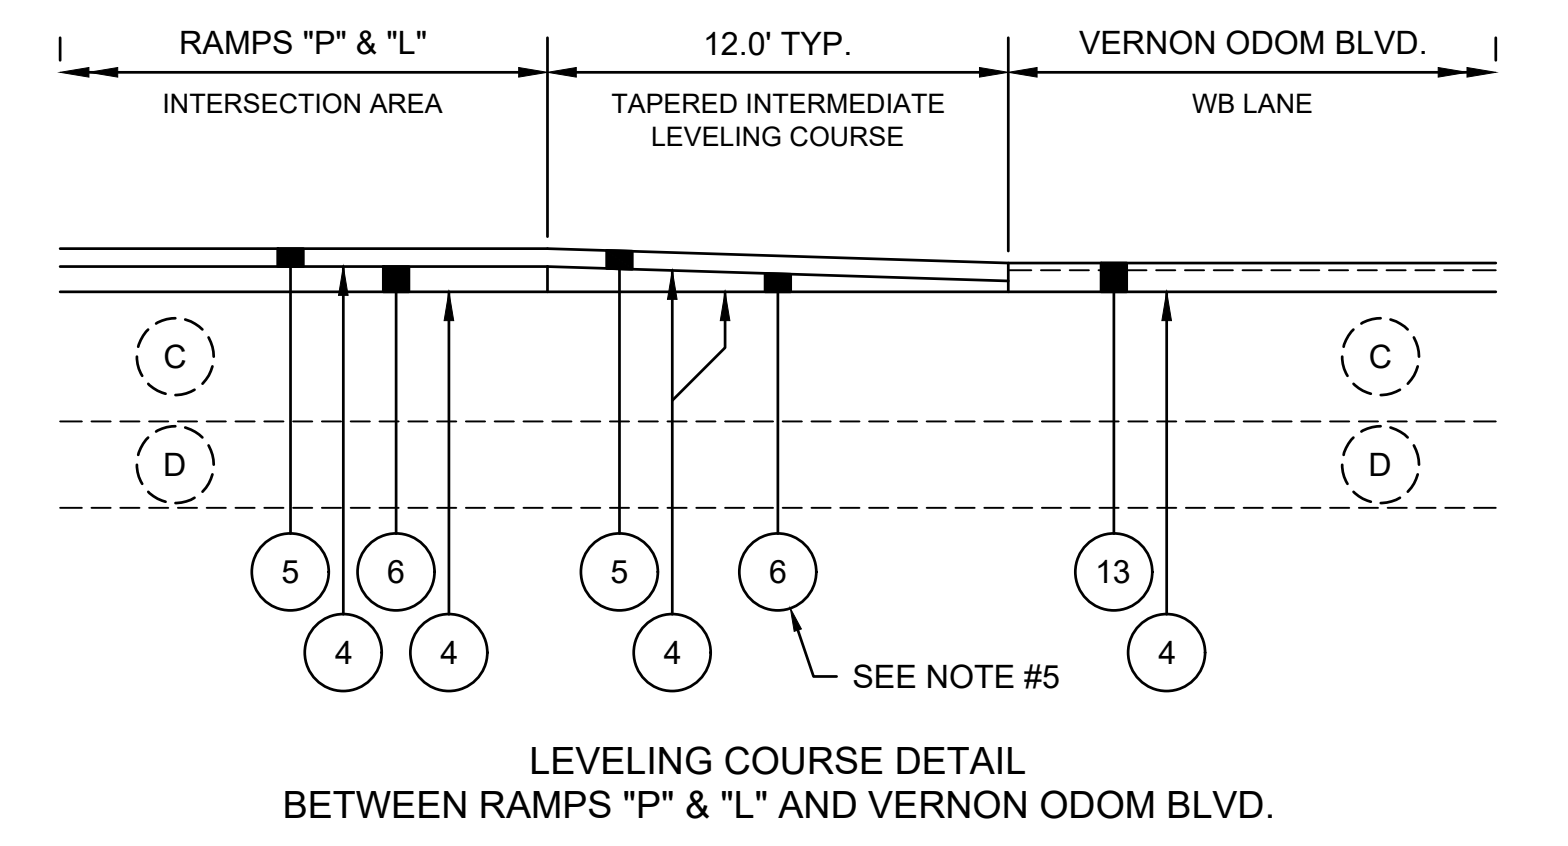 RAMPS "P" & "L"
12.0' TYP.
VERNON ODOM BLVD.
INTERSECTION AREA
TAPERED INTERMEDIATE
LEVELING COURSE
WB LANE
C
C
D
D
5
6
5
6
13
4
4
4
4
SEE NOTE #5
LEVELING COURSE DETAIL
BETWEEN RAMPS "P" & "L" AND VERNON ODOM BLVD.